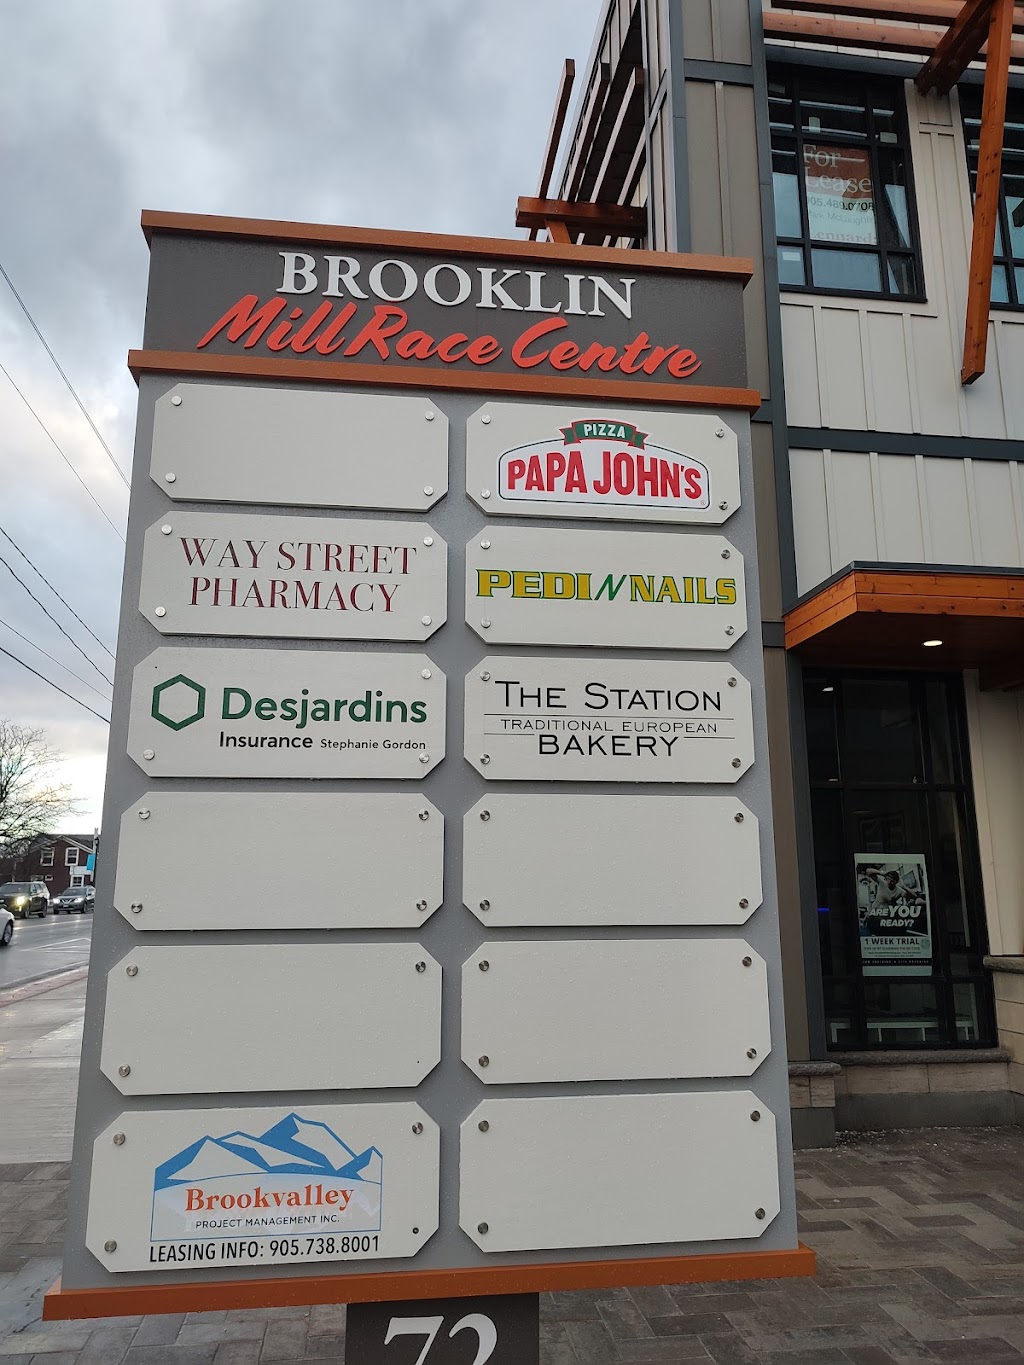 BROOKLIN
Mill Race Centre
PIZZA
PAPA JOHN'S
WAY STREET
PHARMACY
PEDI N NAILS
Desjardins
Insurance Stephanie Gordon
THE STATION
TRADITIONAL EUROPEAN
BAKERY
Brookvalley
PROJECT MANAGEMENT INC.
LEASING INFO: 905.738.8001
72
For
Lease
ARE YOU
READY?
1 WEEK TRIAL